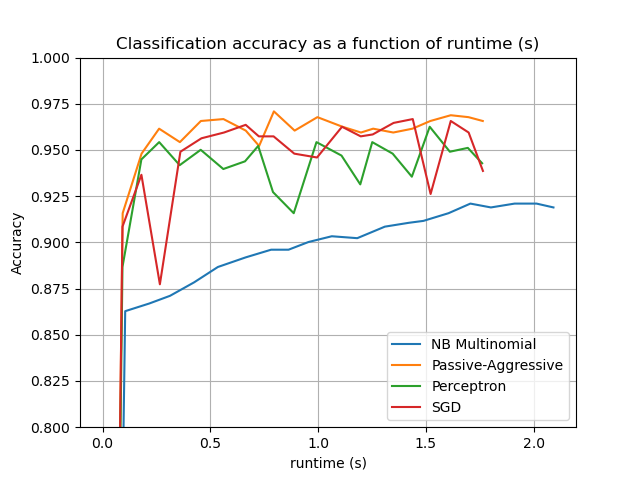 Classification accuracy as a function of runtime (s)
1.000
0.975
0.950
0.925
0.900
0.875
0.850
0.825
0.800
Accuracy
NB Multinomial
Passive-Aggressive
Perceptron
SGD
0.0 0.5 1.0 1.5 2.0
runtime (s)